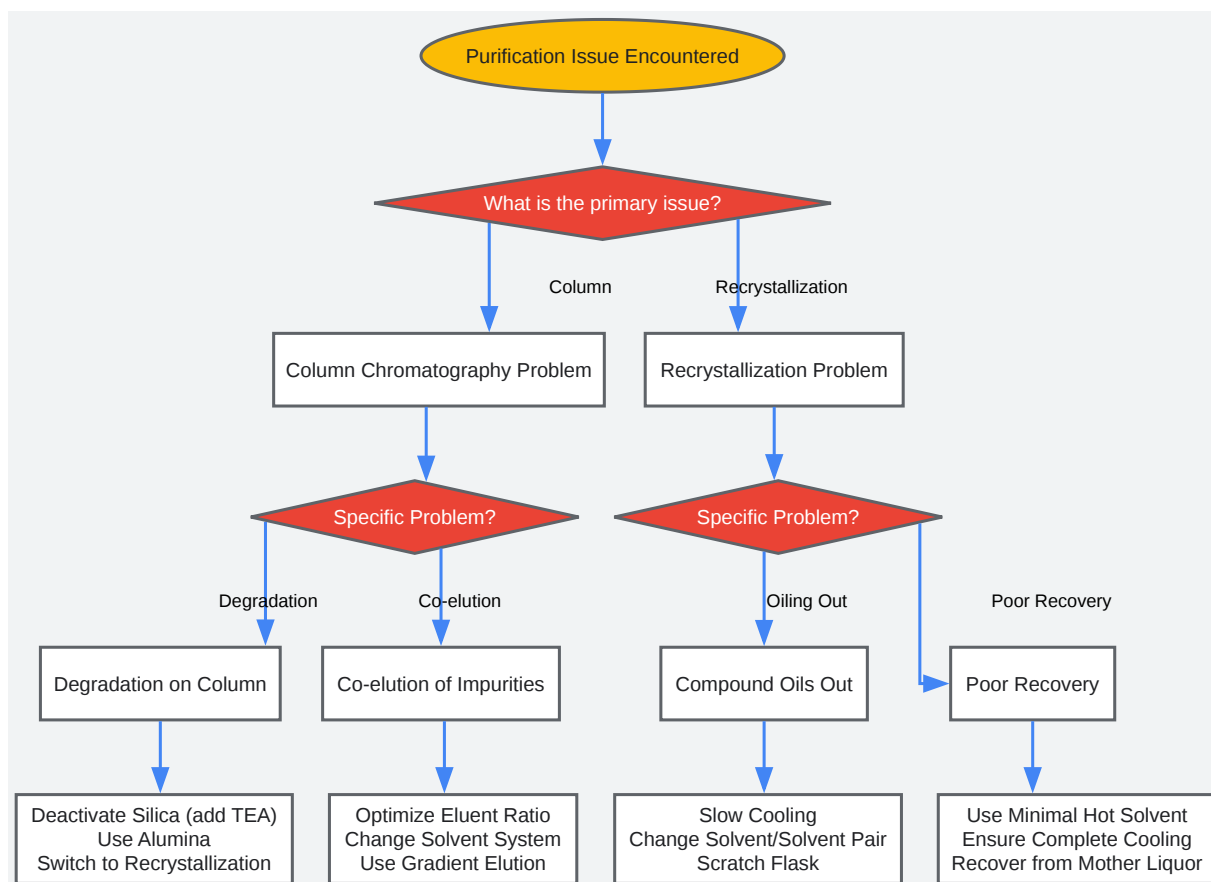 Purification Issue Encountered
What is the primary issue?
Column
Recrystallization
Column Chromatography Problem
Recrystallization Problem
Specific Problem?
Specific Problem?
Degradation
Co-elution
Oiling Out
Poor Recovery
Degradation on Column
Co-elution of Impurities
Compound Oils Out
Poor Recovery
Deactivate Silica (add TEA)
Use Alumina
Switch to Recrystallization
Optimize Eluent Ratio
Change Solvent System
Use Gradient Elution
Slow Cooling
Change Solvent/Solvent Pair
Scratch Flask
Use Minimal Hot Solvent
Ensure Complete Cooling
Recover from Mother Liquor